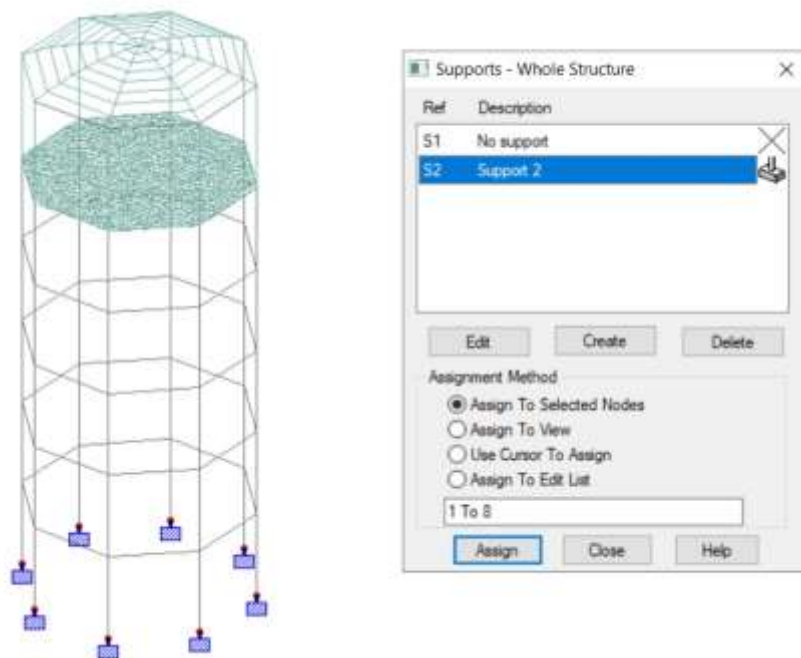 Supports - Whole Structure
Ref Description
S1 No support
S2 Support 2
Edit Create Delete
Assignment Method
Assign To Selected Nodes
Assign To View
Use Cursor To Assign
Assign To Edit List
1 To 8
Assign Close Help